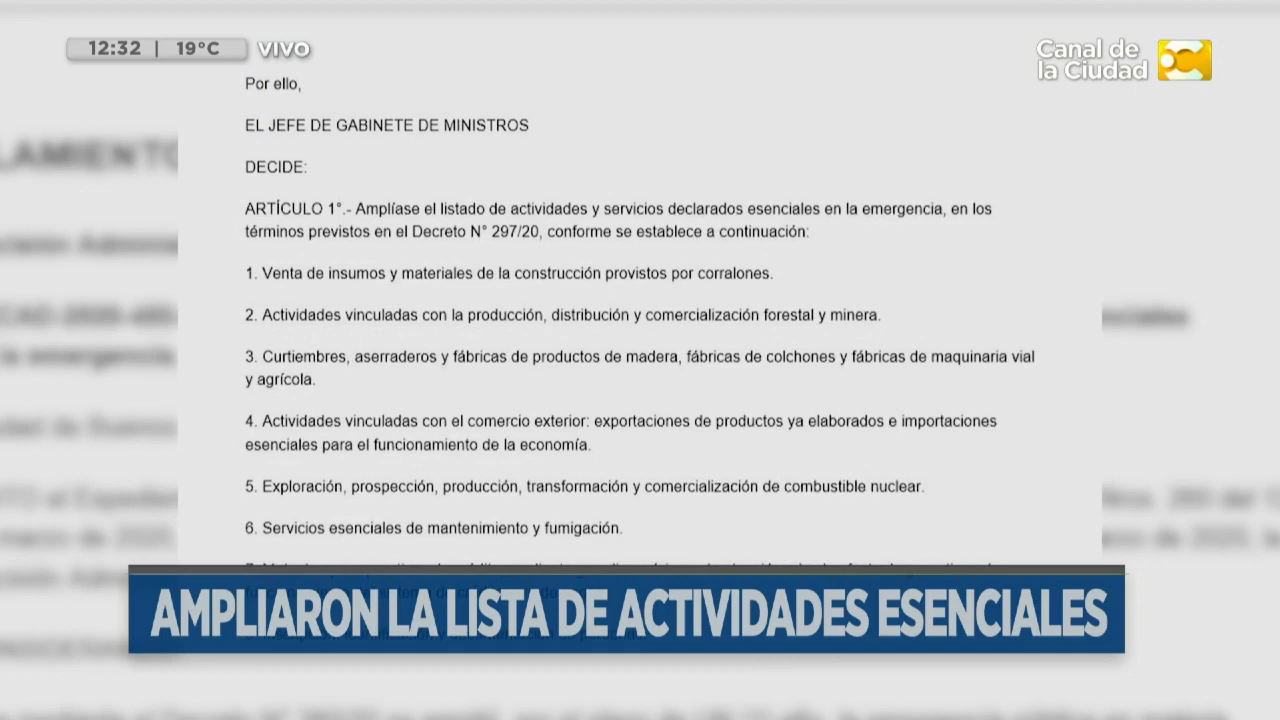 12:32 | 19°C VIVO
Canal de
la Ciudad
Por ello,
EL JEFE DE GABINETE DE MINISTROS
DECIDE:
ARTÍCULO 1°.- Amplíase el listado de actividades y servicios declarados esenciales en la emergencia, en los
términos previstos en el Decreto N° 297/20, conforme se establece a continuación:
1. Venta de insumos y materiales de la construcción provistos por corralones.
2. Actividades vinculadas con la producción, distribución y comercialización forestal y minera.
3. Curtiembres, aserraderos y fábricas de productos de madera, fábricas de colchones y fábricas de maquinaria vial
y agrícola.
4. Actividades vinculadas con el comercio exterior: exportaciones de productos ya elaborados e importaciones
esenciales para el funcionamiento de la economía.
5. Exploración, prospección, producción, transformación y comercialización de combustible nuclear.
6. Servicios esenciales de mantenimiento y fumigación.
AMPLIARON LA LISTA DE ACTIVIDADES ESENCIALES